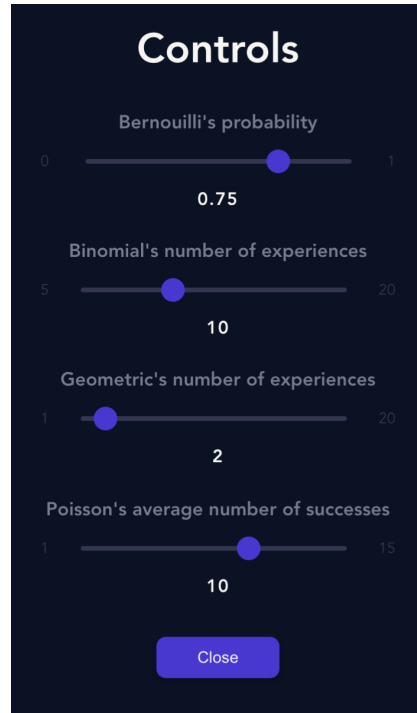 Controls
Bernouilli's probability
0 1
0.75
Binomial's number of experiences
5 20
10
Geometric's number of experiences
1 20
2
Poisson's average number of successes
1 15
10
Close